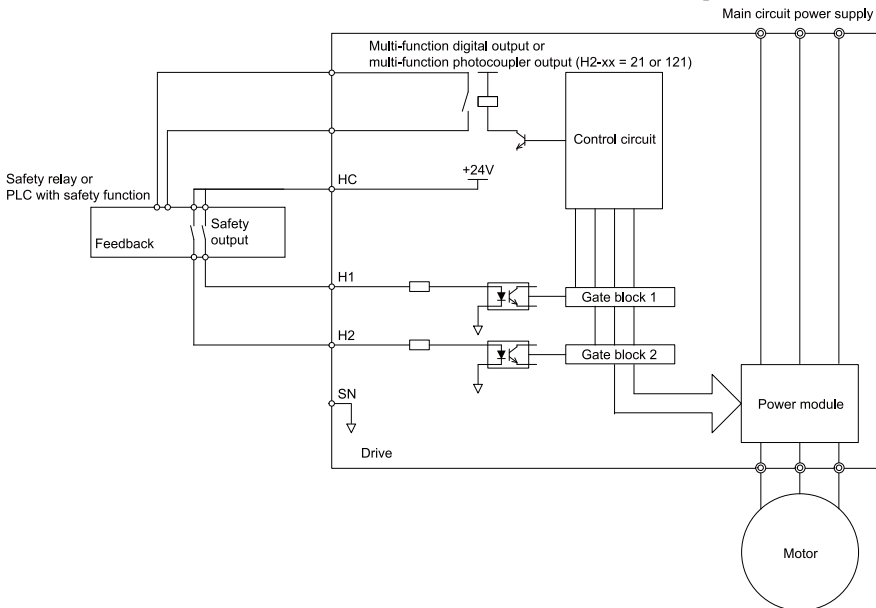 Main circuit power supply
Multi-function digital output or
multi-function photocoupler output (H2-xx = 21 or 121)
Control circuit
+24V
Safety relay or
PLC with safety function
HC
Safety
output
Feedback
H1
Gate block 1
H2
Gate block 2
SN
Power module
Drive
Motor